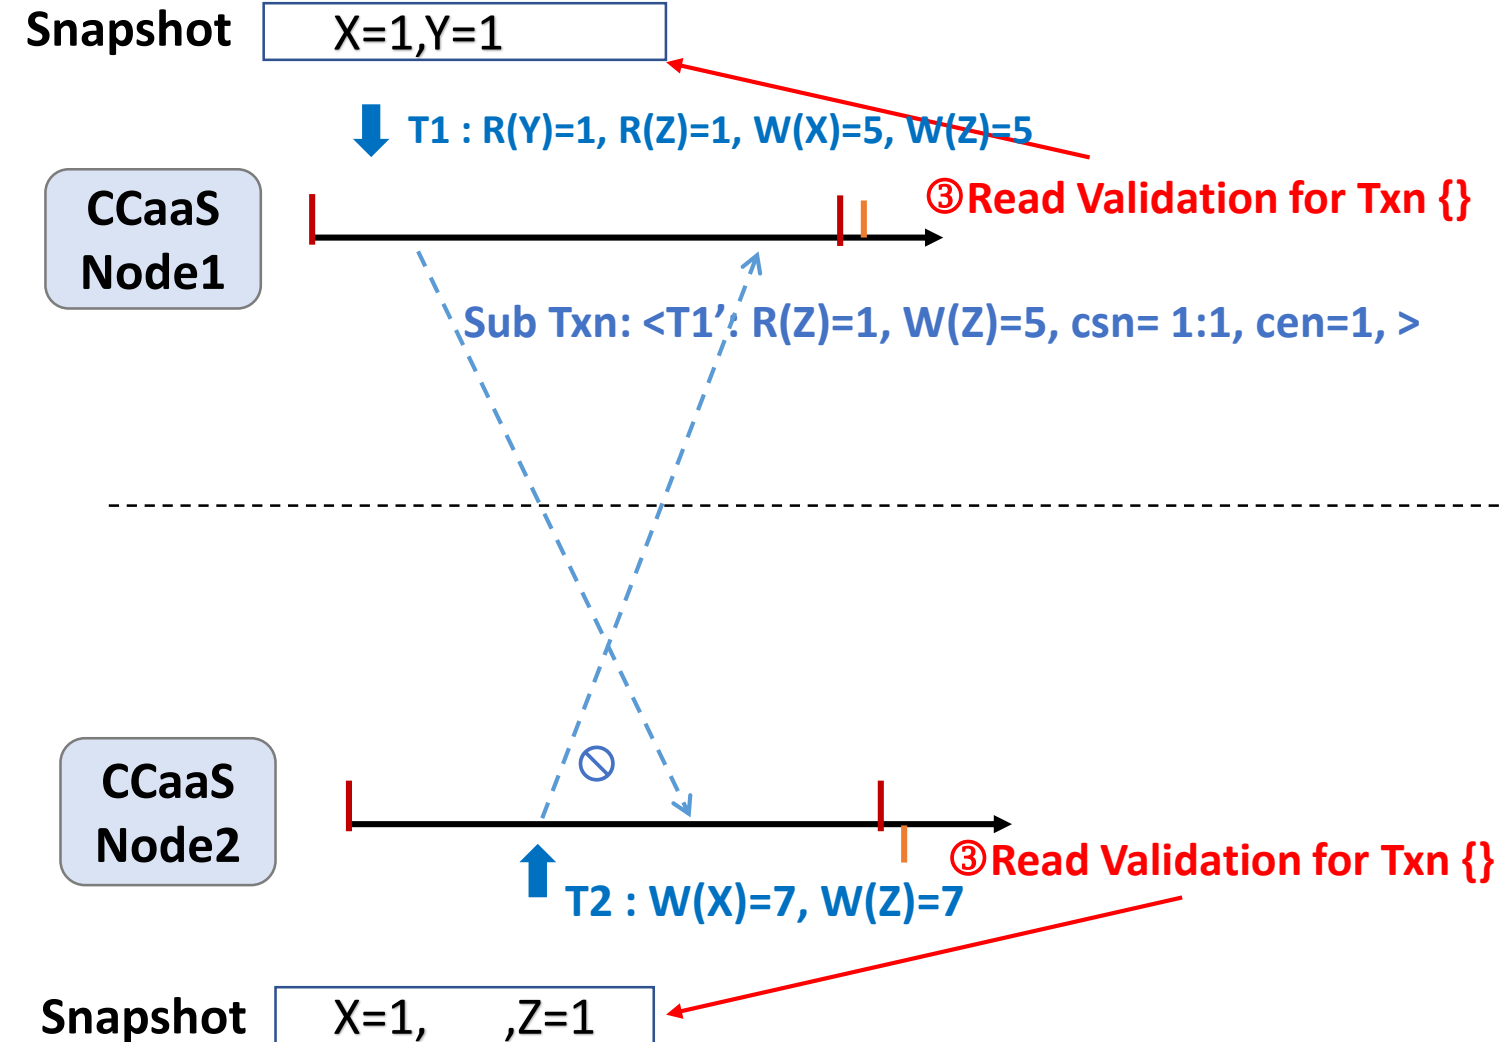 Snapshot
X=1,Y=1
T1 : R(Y)=1, R(Z)=1, W(X)=5, W(Z)=5
CCaaS
Node1
③Read Validation for Txn {}
Sub Txn: <T1’: R(Z)=1, W(Z)=5, csn= 1:1, cen=1, >
CCaaS
Node2
③Read Validation for Txn {}
T2 : W(X)=7, W(Z)=7
Snapshot
X=1, ,Z=1